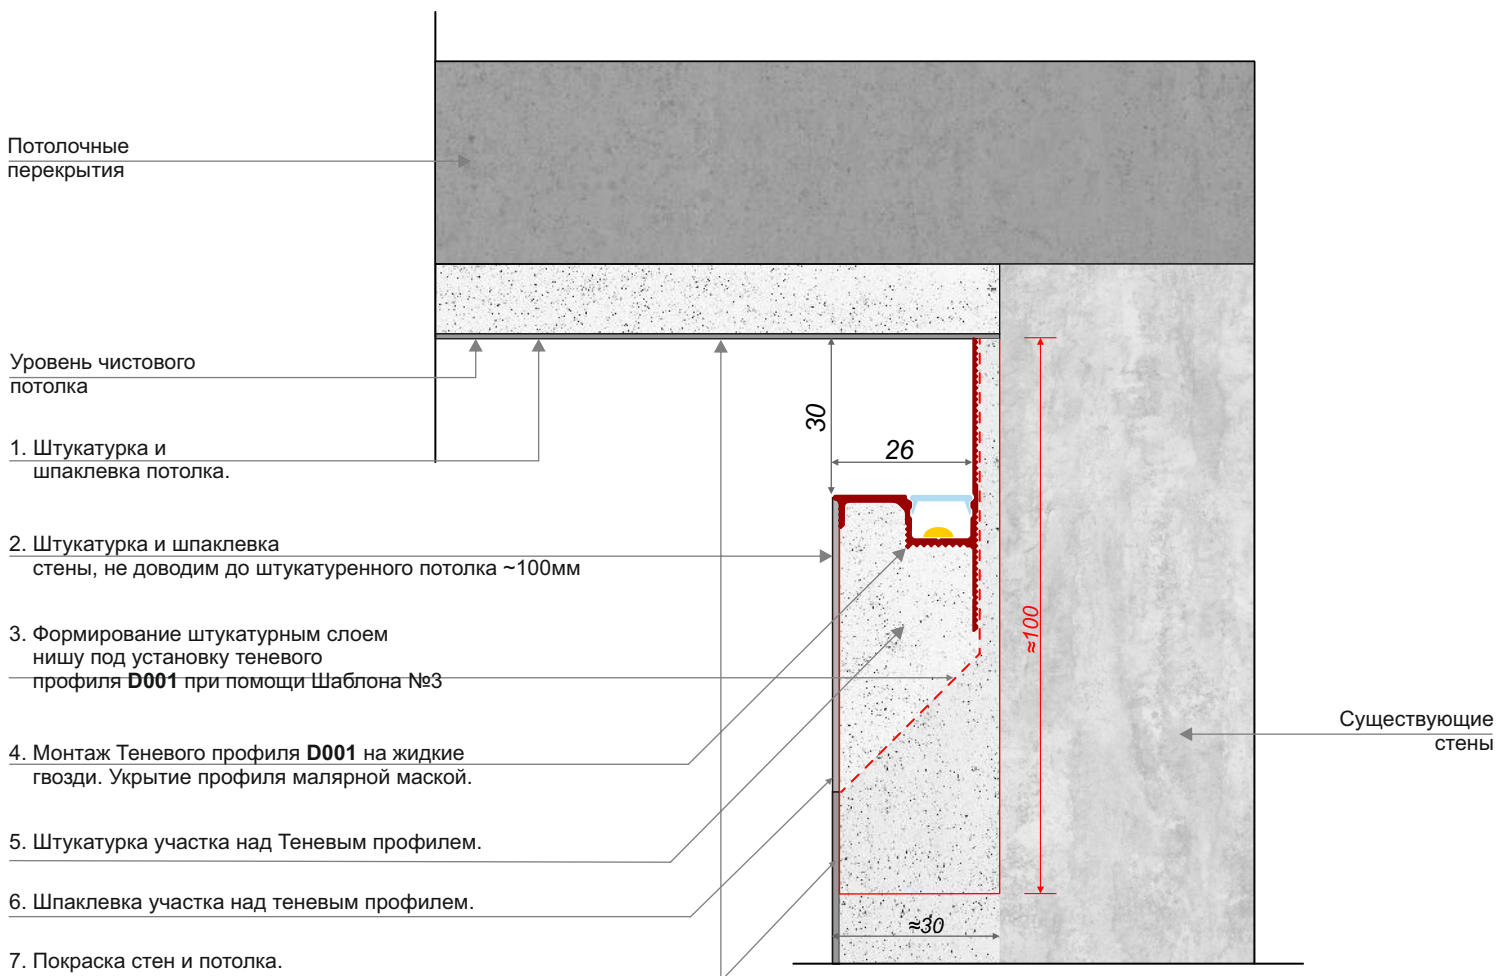 Потолочные
перекрытия
Уровень чистового
потолка
1. Штукатурка и
шпаклевка потолка.
2. Штукатурка и шпаклевка
стены, не доводим до штукатуренного потолка ~100мм
3. Формирование штукатурным слоем
нишу под установку теневого
профиля D001 при помощи Шаблона №3
4. Монтаж Теневого профиля D001 на жидкие
гвозди. Укрытие профиля малярной маской.
5. Штукатурка участка над Теневым профилем.
6. Шпаклевка участка над теневым профилем.
7. Покраска стен и потолка.
30
26
≈100
≈30
Существующие
стены